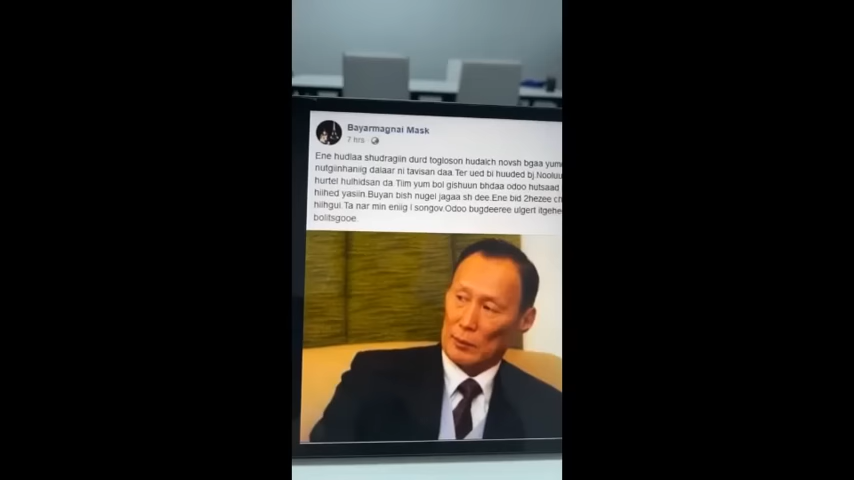 Bayarmagnai Mask
7 hrs
Ene hudlaa shudragiin durd togloson hudalch novsh bgaa yum
nutgiinhaniig dalaar ni tavisan daa.Ter ued bi huuded bj.Nooluu
hurtel hulhidsan da Tiim yum bol gishuun bhdaa odoo hutsaad
hiihed yasiin.Buyan bish nugel jagaa sh dee.Ene bid 2hezee
hiihgui.Ta nar min eniig l songov.Odoo bugdeeree ulgert itgehe
bolitsgooe.